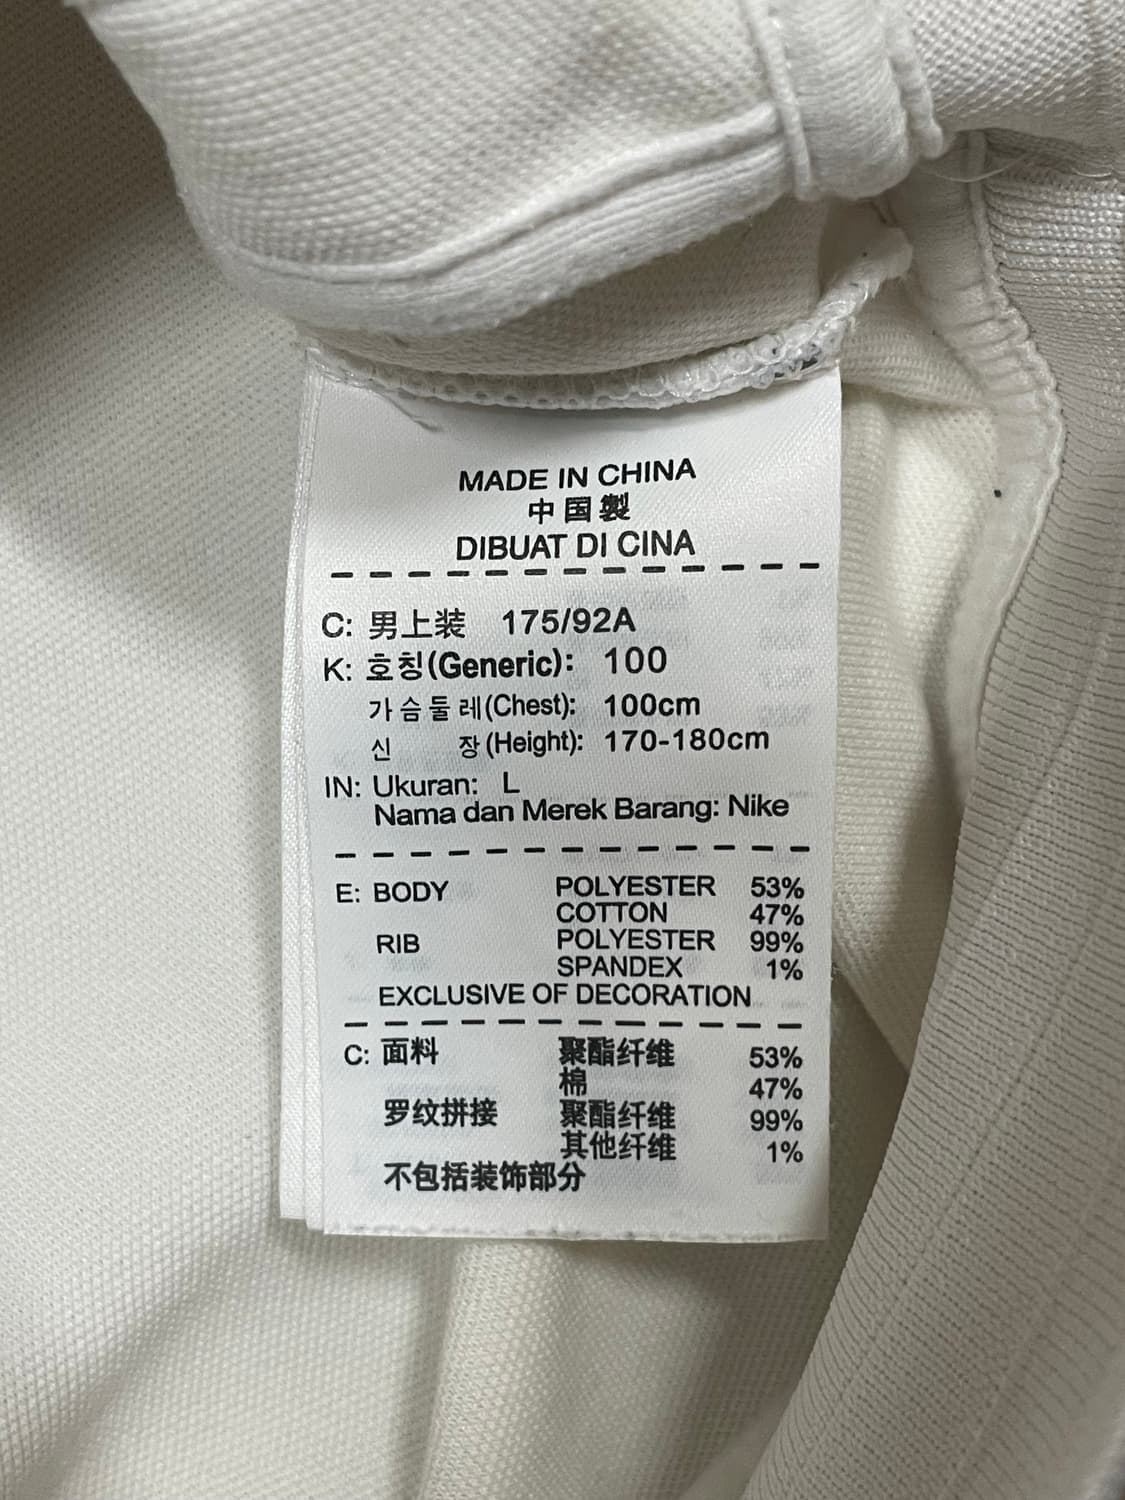 MADE IN CHINA
中国製
DIBUAT DI CINA
C: 男上装 175/92A
K: 호칭(Generic): 100
가슴둘레(Chest): 100cm
신 장(Height): 170-180cm
IN: Ukuran: L
Nama dan Merek Barang: Nike
E: BODY POLYESTER 53%
COTTON 47%
RIB POLYESTER 99%
SPANDEX 1%
EXCLUSIVE OF DECORATION
C: 面料 聚酯纤维 53%
棉 47%
罗纹拼接 聚酯纤维 99%
其他纤维 1%
不包括装饰部分